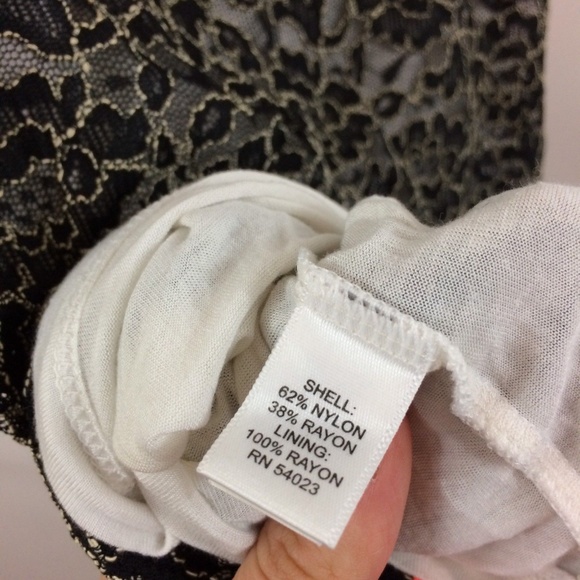 SHELL:
62% NYLON
38% RAYON
LINING:
100% RAYON
RN 54023